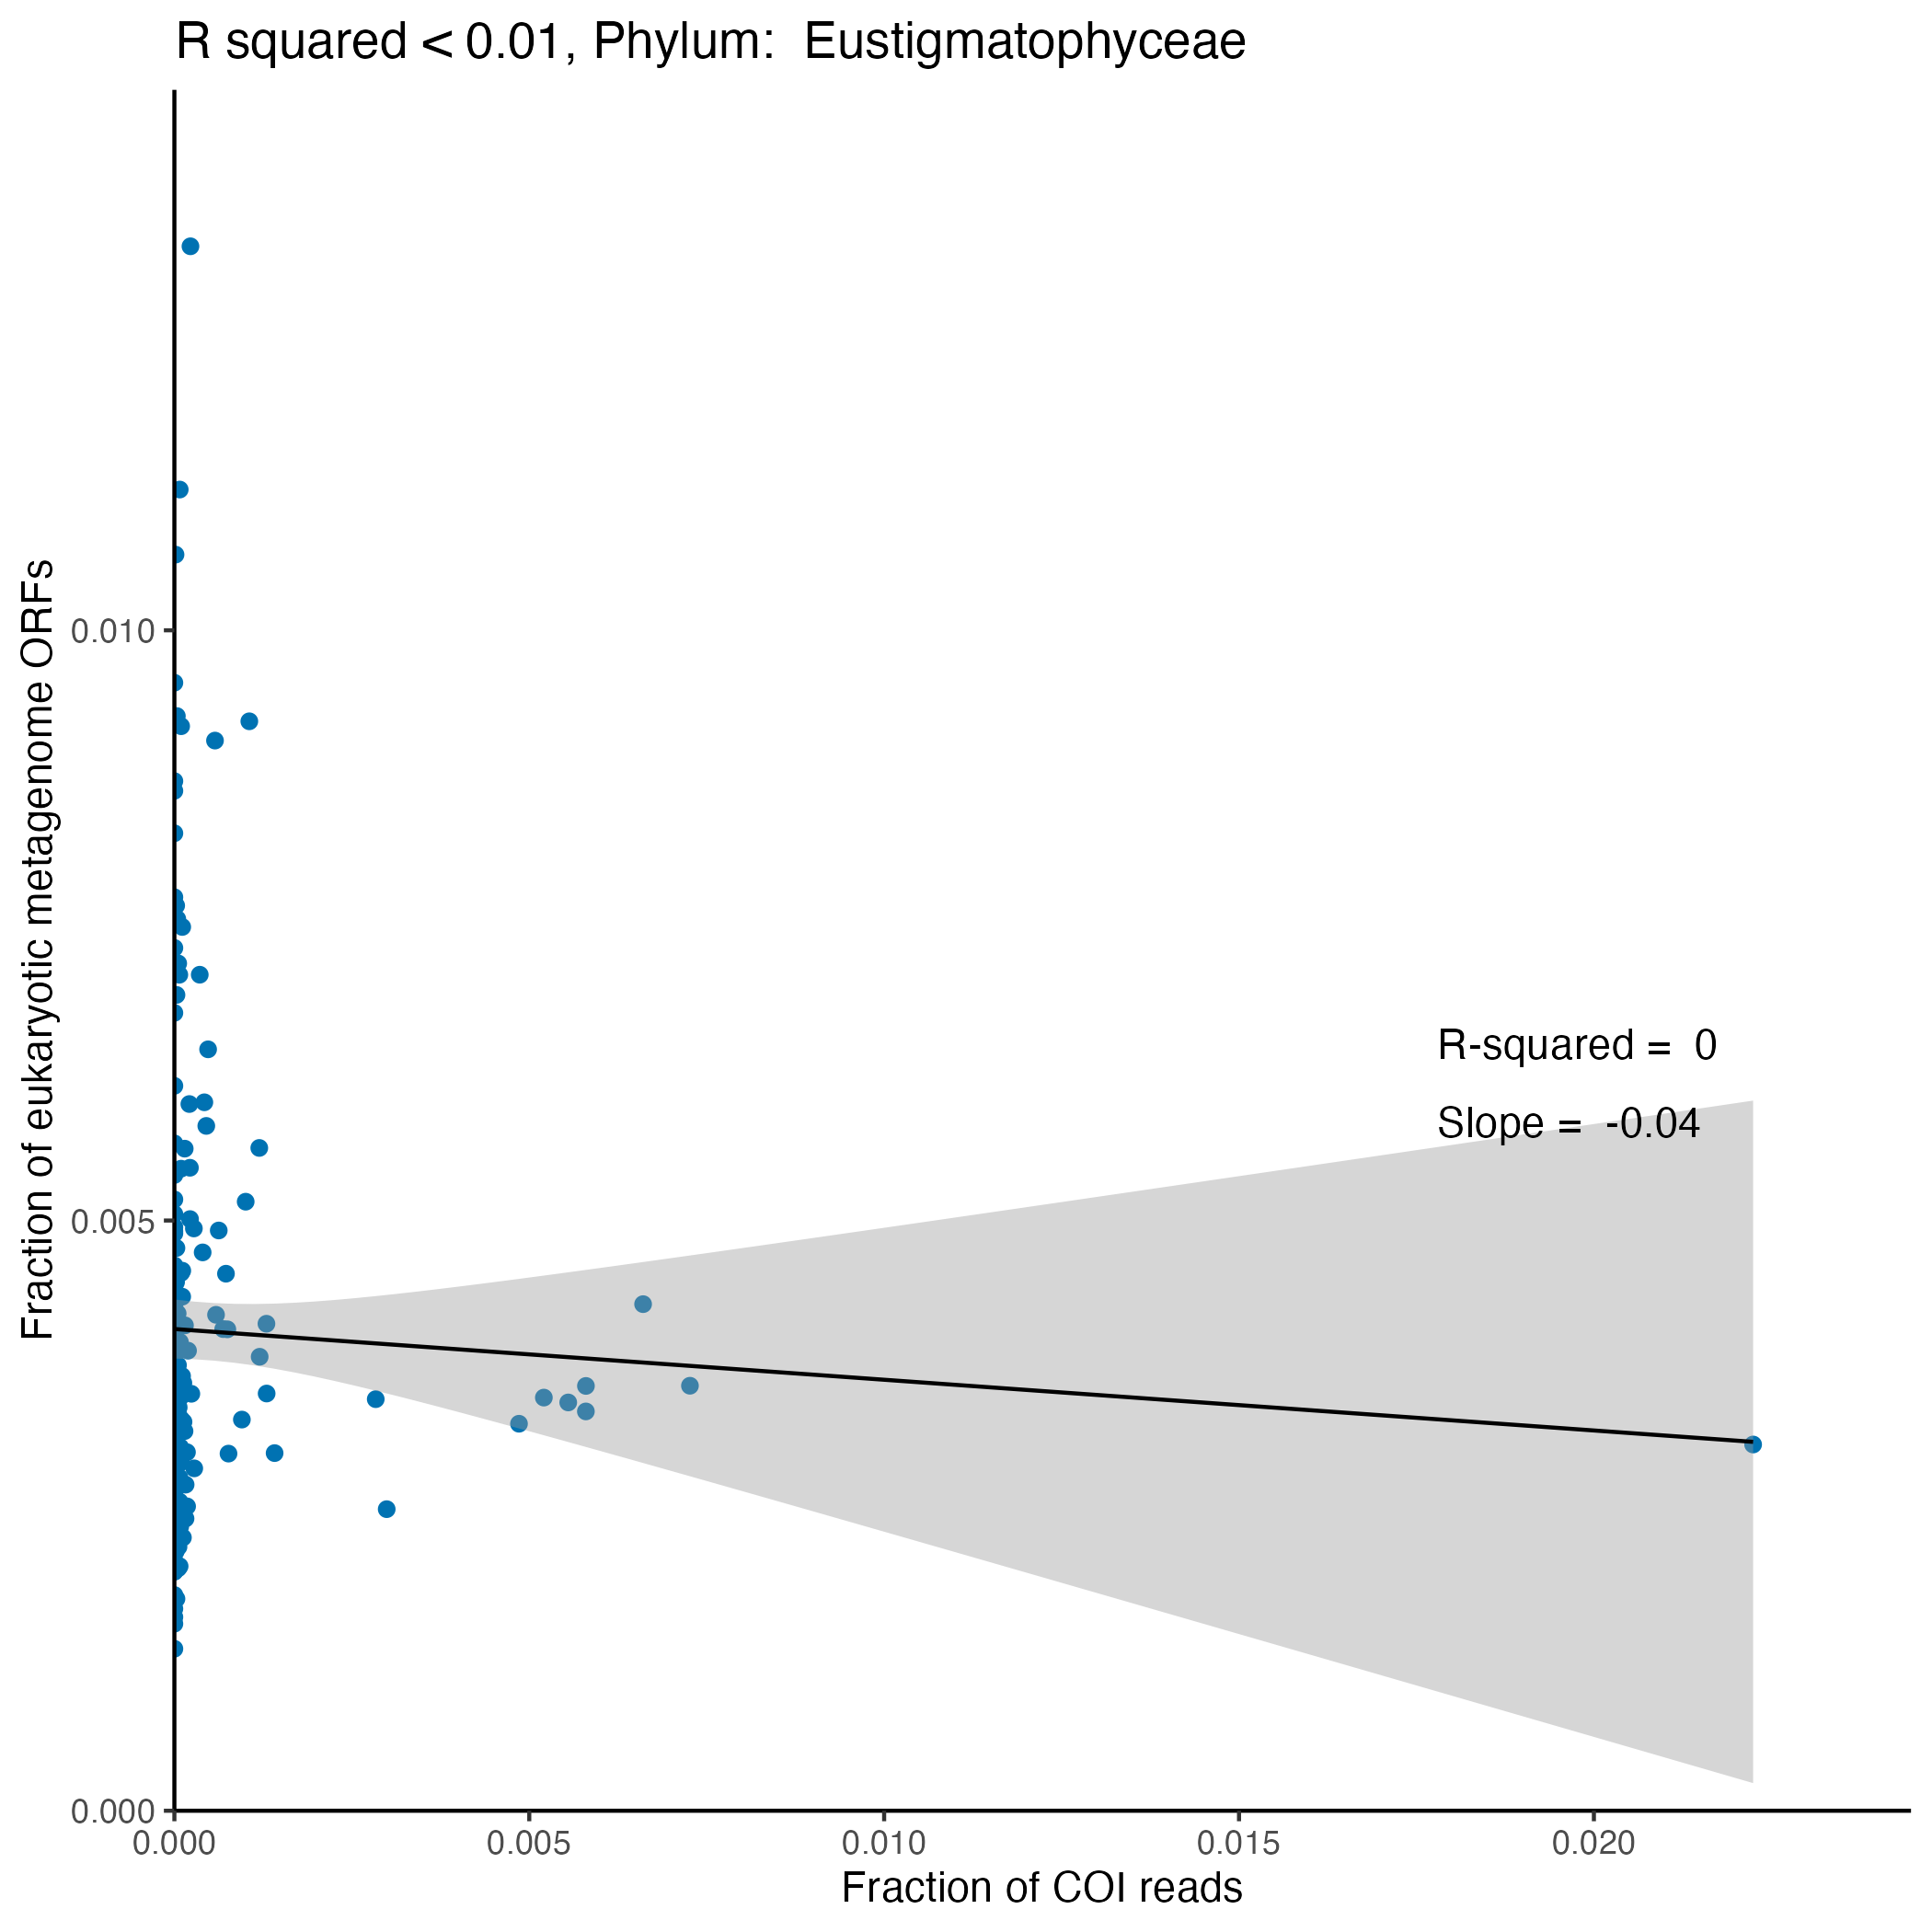 R squared < 0.01, Phylum:  Eustigmatophyceae
Fraction of eukaryotic metagenome ORFs
0.010
0.005
0.000
R-squared =  0
Slope =  -0.04
0.000 0.005 0.010 0.015 0.020
Fraction of COI reads